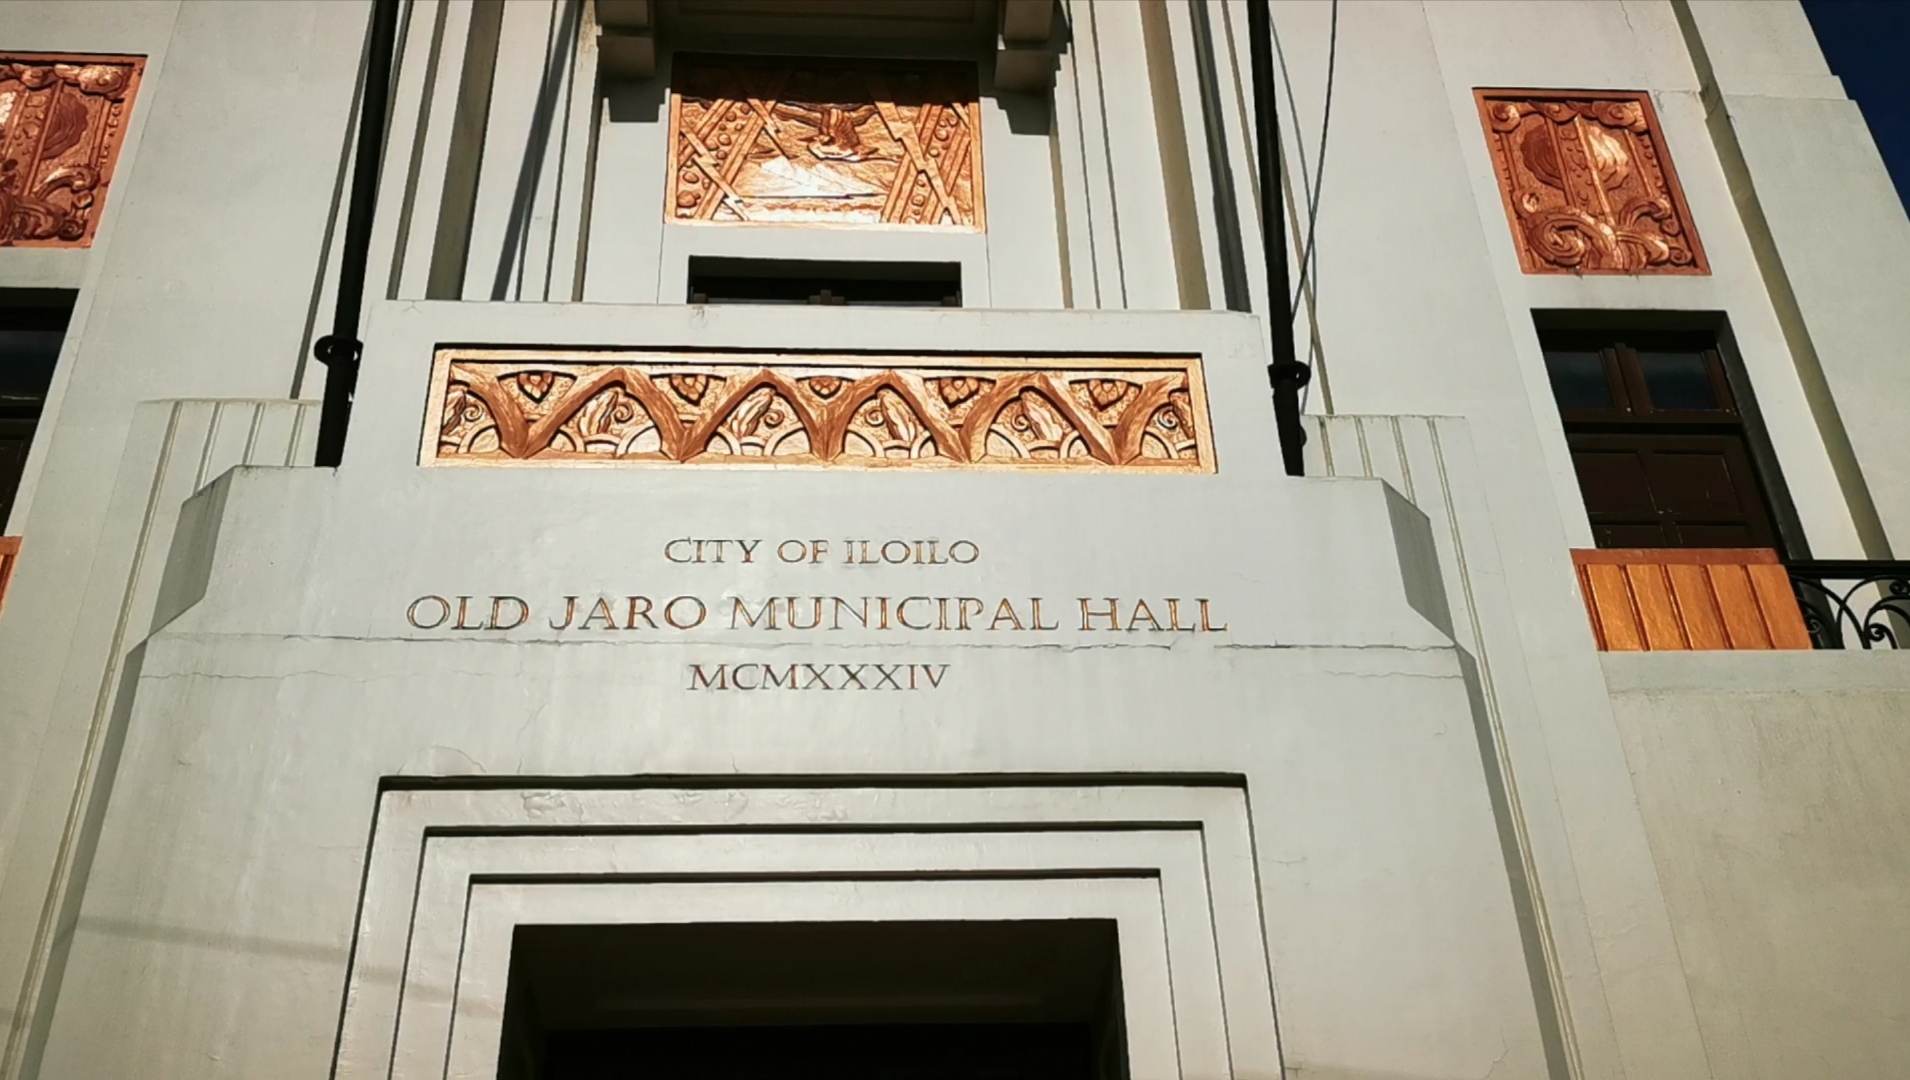 CITY OF ILOILO
OLD JARO MUNICIPAL HALL
MCMXXXIV